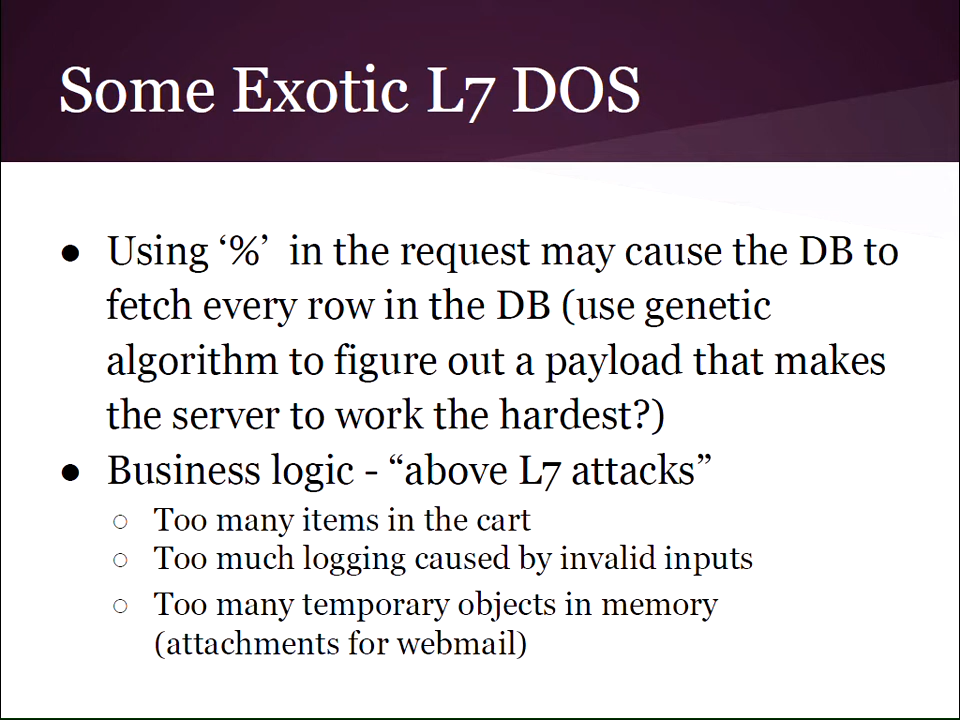 Some Exotic L7 DOS
● Using ‘%’ in the request may cause the DB to
fetch every row in the DB (use genetic
algorithm to figure out a payload that makes
the server to work the hardest?)
● Business logic - “above L7 attacks”
○ Too many items in the cart
○ Too much logging caused by invalid inputs
○ Too many temporary objects in memory
(attachments for webmail)